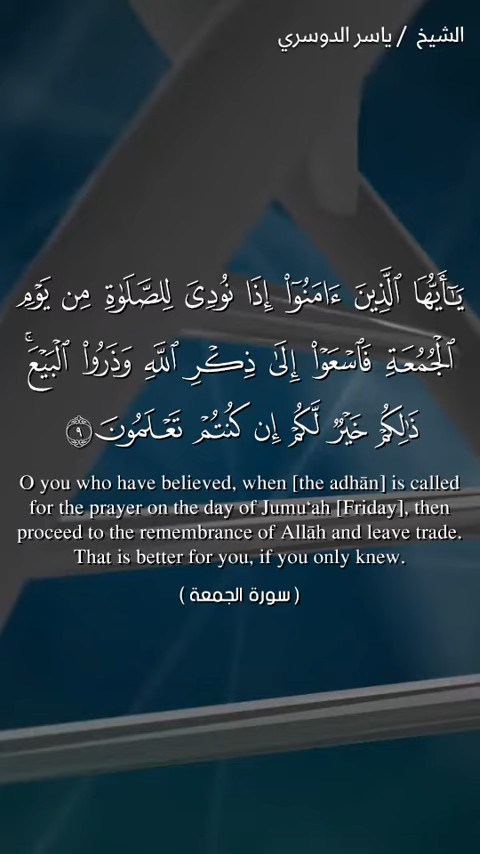 الشيخ / ياسر الدوسري
يَـٰٓأَيُّهَا ٱلَّذِينَ ءَامَنُوٓا۟ إِذَا نُودِىَ لِلصَّلَوٰةِ مِن يَوْمِ
ٱلْجُمُعَةِ فَٱسْعَوْا۟ إِلَىٰ ذِكْرِ ٱللَّهِ وَذَرُوا۟ ٱلْبَيْعَ ۚ
ذَٰلِكُمْ خَيْرٌ لَّكُمْ إِن كُنتُمْ تَعْلَمُونَ ٩
O you who have believed, when [the adhān] is called
for the prayer on the day of Jumu‘ah [Friday], then
proceed to the remembrance of Allāh and leave trade.
That is better for you, if you only knew.
( سورة الجمعة )